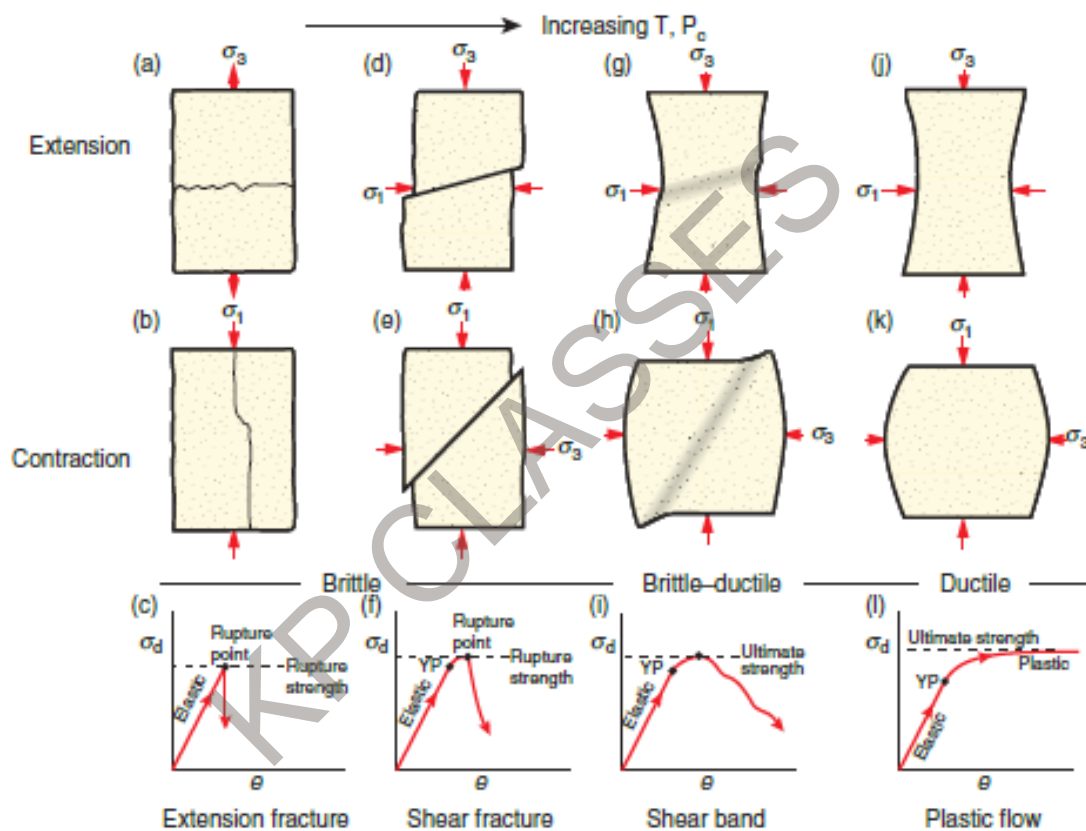 Increasing T, Pc
(a) σ3 (d) σ3 (g) σ3 (j) σ3
Extension
σ1 σ1 σ1
(b) σ1 (e) σ1 (h) σ1 (k) σ1
Contraction
σ3 σ3 σ3
Brittle Brittle–ductile Ductile
(c) σd Rupture point Rupture strength Elastic e
(f) σd Rupture point YP Rupture strength Elastic e
(i) σd YP Ultimate strength Elastic e
(l) σd Ultimate strength Plastic YP Elastic e
Extension fracture Shear fracture Shear band Plastic flow
KP CLASSES